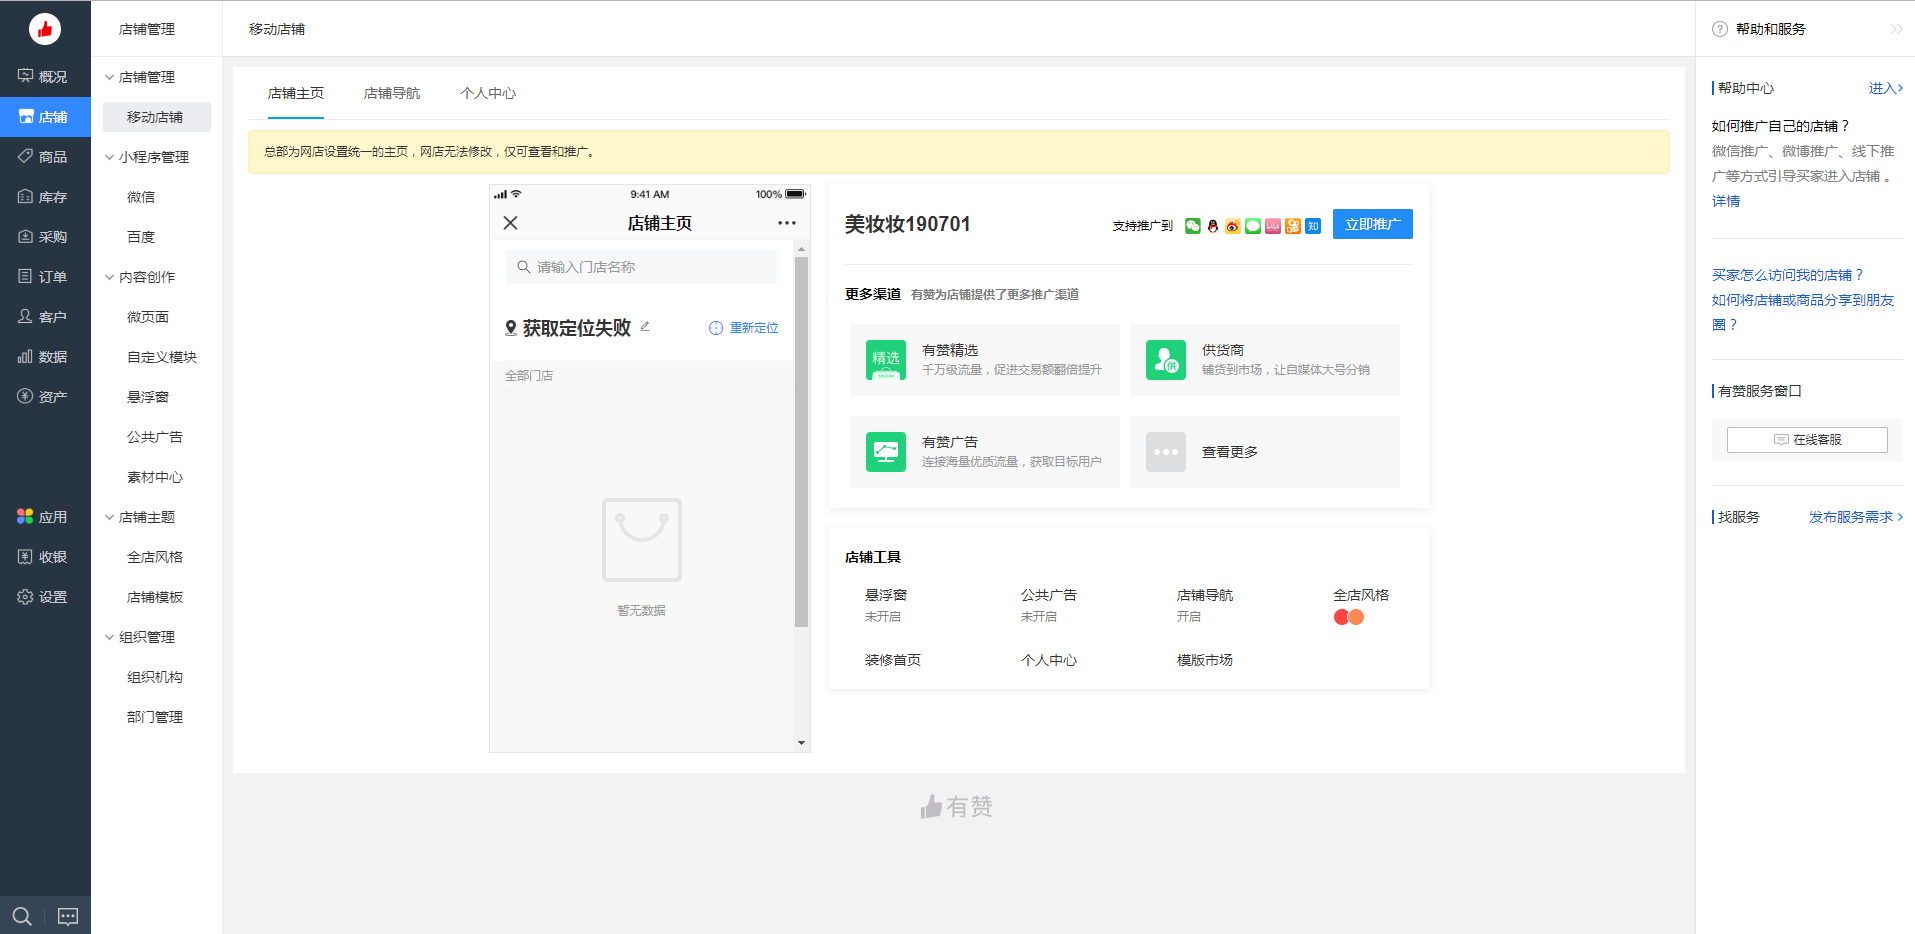 概况
店铺
商品
库存
采购
订单
客户
数据
资产
应用
收银
设置
店铺管理
店铺管理
移动店铺
小程序管理
微信
百度
内容创作
微页面
自定义模块
悬浮窗
公共广告
素材中心
店铺主题
全店风格
店铺模板
组织管理
组织机构
部门管理
移动店铺
店铺主页 店铺导航 个人中心
总部为网店设置统一的主页，网店无法修改，仅可查看和推广。
9:41 AM 100%
店铺主页
请输入门店名称
获取定位失败 重新定位
全部门店
暂无数据
美妆妆190701 支持推广到 知 立即推广
更多渠道 有赞为店铺提供了更多推广渠道
精选
有赞精选
千万级流量，促进交易额翻倍提升
供
供货商
铺货到市场，让自媒体大号分销
有赞广告
连接海量优质流量，获取目标用户
查看更多
店铺工具
悬浮窗 公共广告 店铺导航 全店风格
未开启 未开启 开启
装修首页 个人中心 模版市场
有赞
帮助和服务
帮助中心 进入
如何推广自己的店铺？
微信推广、微博推广、线下推
广等方式引导买家进入店铺 。
详情
买家怎么访问我的店铺？
如何将店铺或商品分享到朋友
圈？
有赞服务窗口
在线客服
找服务 发布服务需求